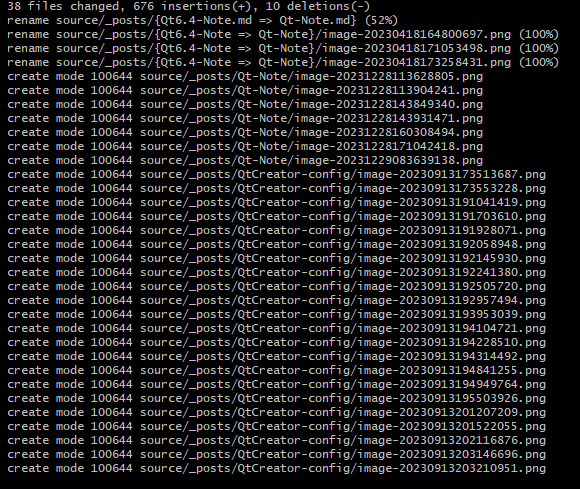 38 files changed, 676 insertions(+), 10 deletions(-)
rename source/_posts/{Qt6.4-Note.md => Qt-Note.md} (52%)
rename source/_posts/{Qt6.4-Note => Qt-Note}/image-20230418164800697.png (100%)
rename source/_posts/{Qt6.4-Note => Qt-Note}/image-20230418171053498.png (100%)
rename source/_posts/{Qt6.4-Note => Qt-Note}/image-20230418173258431.png (100%)
create mode 100644 source/_posts/Qt-Note/image-20231228113628805.png
create mode 100644 source/_posts/Qt-Note/image-20231228113904241.png
create mode 100644 source/_posts/Qt-Note/image-20231228143849340.png
create mode 100644 source/_posts/Qt-Note/image-20231228143931471.png
create mode 100644 source/_posts/Qt-Note/image-20231228160308494.png
create mode 100644 source/_posts/Qt-Note/image-20231228171042418.png
create mode 100644 source/_posts/Qt-Note/image-20231229083639138.png
create mode 100644 source/_posts/QtCreator-config/image-20230913173513687.png
create mode 100644 source/_posts/QtCreator-config/image-20230913173553228.png
create mode 100644 source/_posts/QtCreator-config/image-20230913191041419.png
create mode 100644 source/_posts/QtCreator-config/image-20230913191703610.png
create mode 100644 source/_posts/QtCreator-config/image-20230913191928071.png
create mode 100644 source/_posts/QtCreator-config/image-20230913192058948.png
create mode 100644 source/_posts/QtCreator-config/image-20230913192145930.png
create mode 100644 source/_posts/QtCreator-config/image-20230913192241380.png
create mode 100644 source/_posts/QtCreator-config/image-20230913192505720.png
create mode 100644 source/_posts/QtCreator-config/image-20230913192957494.png
create mode 100644 source/_posts/QtCreator-config/image-20230913193953039.png
create mode 100644 source/_posts/QtCreator-config/image-20230913194104721.png
create mode 100644 source/_posts/QtCreator-config/image-20230913194228510.png
create mode 100644 source/_posts/QtCreator-config/image-20230913194314492.png
create mode 100644 source/_posts/QtCreator-config/image-20230913194841255.png
create mode 100644 source/_posts/QtCreator-config/image-20230913194949764.png
create mode 100644 source/_posts/QtCreator-config/image-20230913195503926.png
create mode 100644 source/_posts/QtCreator-config/image-20230913201207209.png
create mode 100644 source/_posts/QtCreator-config/image-20230913201522055.png
create mode 100644 source/_posts/QtCreator-config/image-20230913202116876.png
create mode 100644 source/_posts/QtCreator-config/image-20230913203146696.png
create mode 100644 source/_posts/QtCreator-config/image-20230913203210951.png